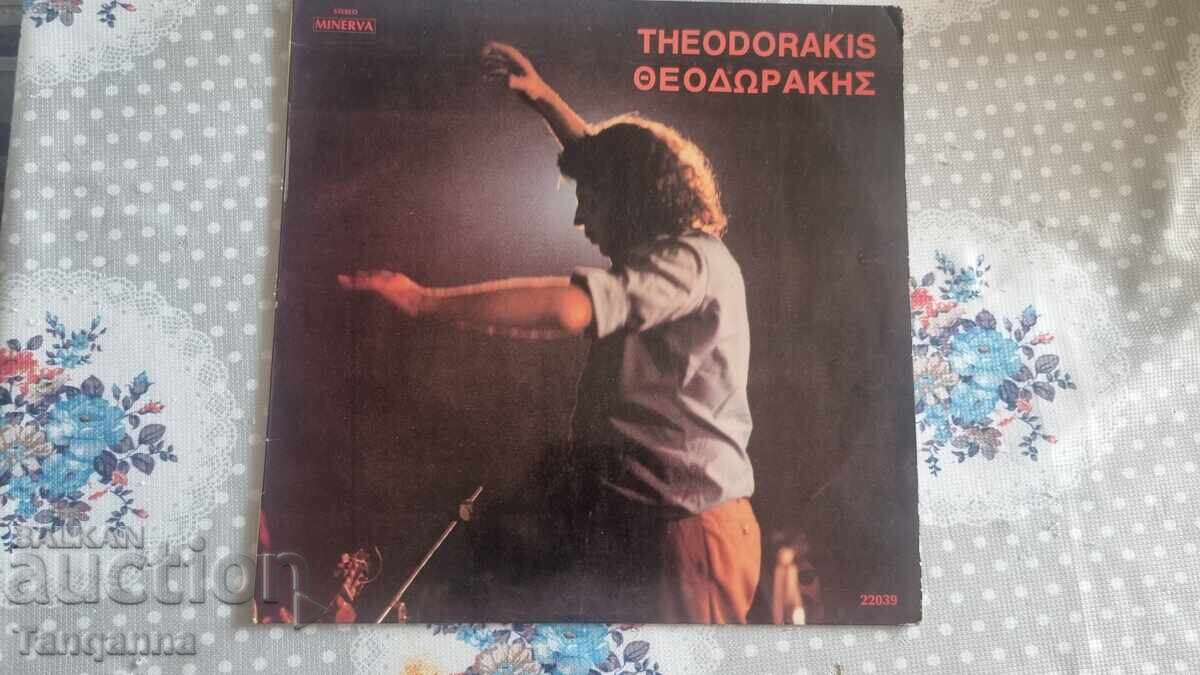 STEREO
MINERVA
THEODORAKIS
ΘΕΟΔΩΡΑΚΗΣ
22039
BALKAN
auction
Tanganna